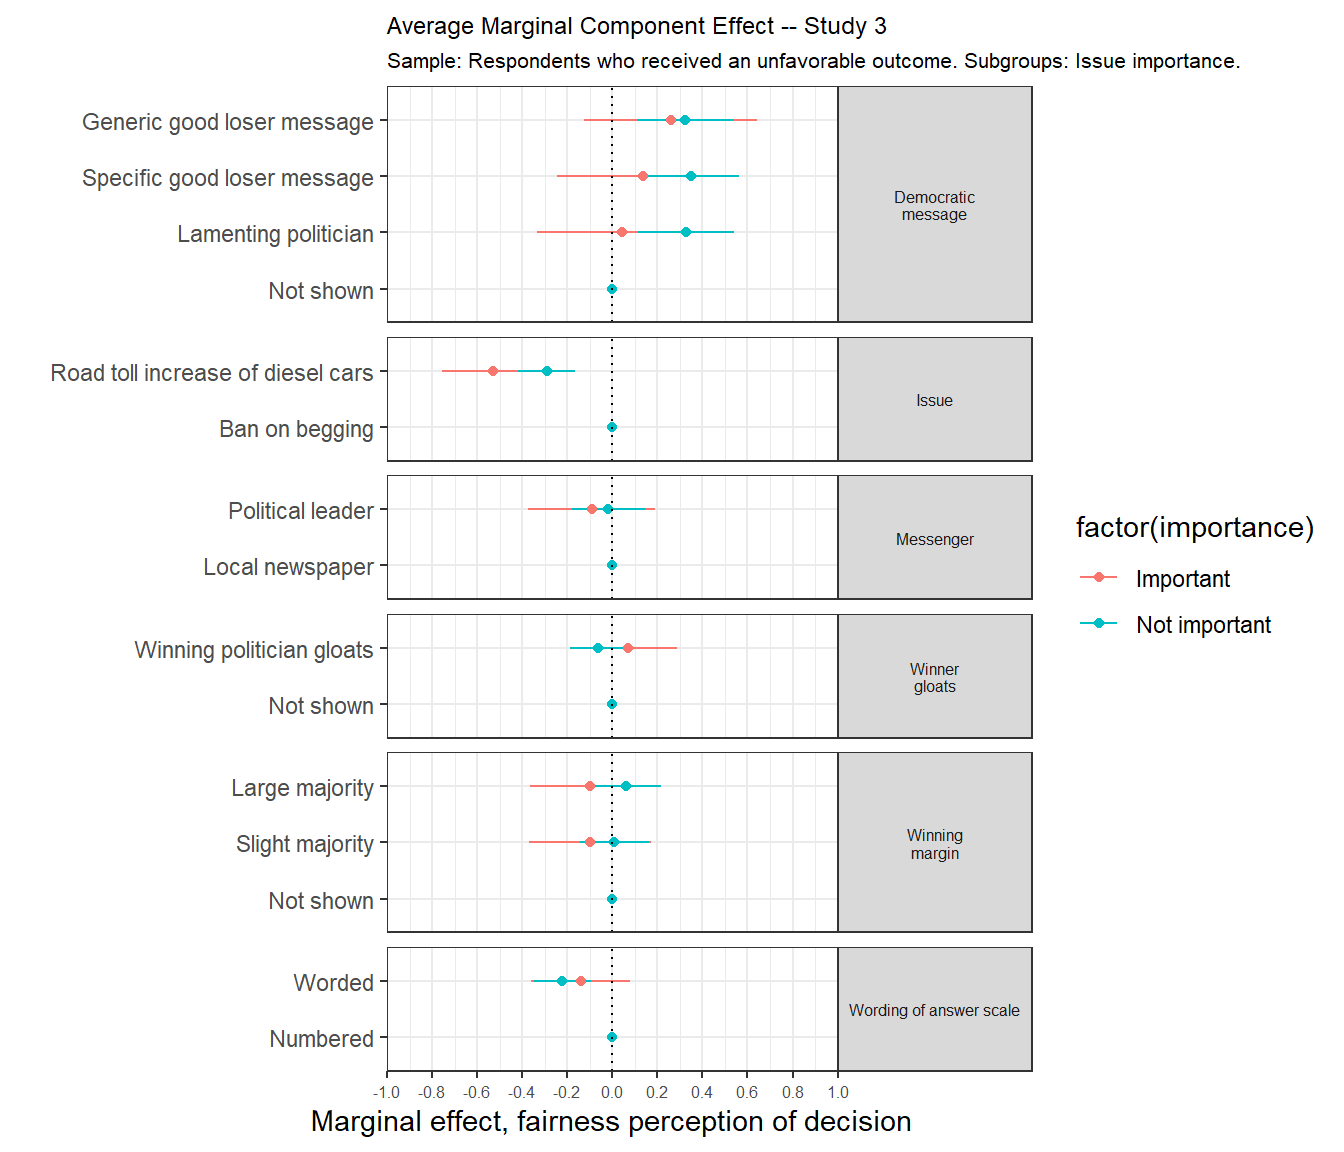 Average Marginal Component Effect -- Study 3
Sample: Respondents who received an unfavorable outcome. Subgroups: Issue importance.
Generic good loser message
Specific good loser message
Lamenting politician
Not shown
Democratic
message
Road toll increase of diesel cars
Ban on begging
Issue
Political leader
Local newspaper
Messenger
Winning politician gloats
Not shown
Winner
gloats
Large majority
Slight majority
Not shown
Winning
margin
Worded
Numbered
Wording of answer scale
-1.0 -0.8 -0.6 -0.4 -0.2 0.0 0.2 0.4 0.6 0.8 1.0
Marginal effect, fairness perception of decision
factor(importance)
Important
Not important